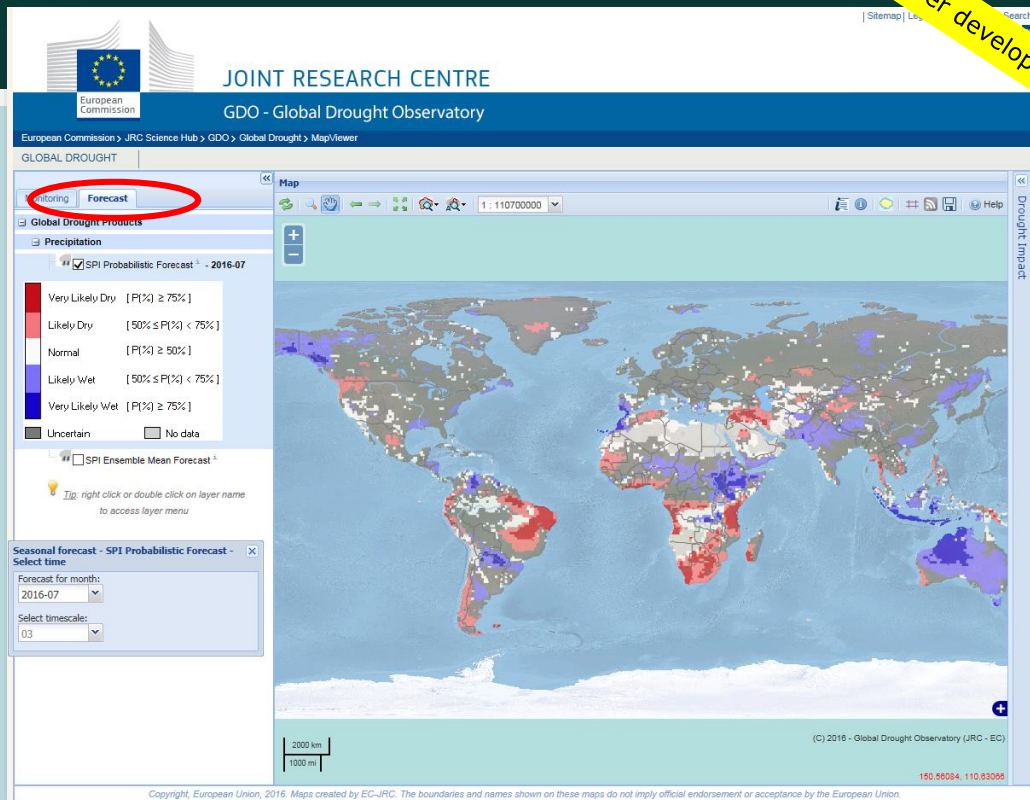 | Sitemap| Le
Search
er develop
European
Commission
JOINT RESEARCH CENTRE
GDO - Global Drought Observatory
European Commission > JRC Science Hub > GDO > Global Drought > MapViewer
GLOBAL DROUGHT
Monitoring Forecast
Global Drought Products
Precipitation
SPI Probabilistic Forecast - 2016-07
Very Likely Dry [ P(%) ≥ 75% ]
Likely Dry [ 50% ≤ P(%) < 75% ]
Normal [ P(%) ≥ 50% ]
Likely Wet [ 50% ≤ P(%) < 75% ]
Very Likely Wet [ P(%) ≥ 75% ]
Uncertain No data
SPI Ensemble Mean Forecast
Tip: right click or double click on layer name
to access layer menu
Seasonal forecast - SPI Probabilistic Forecast -
Select time
Forecast for month:
2016-07
Select timescale:
03
Map
1 : 110700000
Help
Drought Impact
2000 km
1000 mi
(C) 2016 - Global Drought Observatory (JRC - EC)
150.56084, 110.63066
Copyright, European Union, 2016. Maps created by EC-JRC. The boundaries and names shown on these maps do not imply official endorsement or acceptance by the European Union.